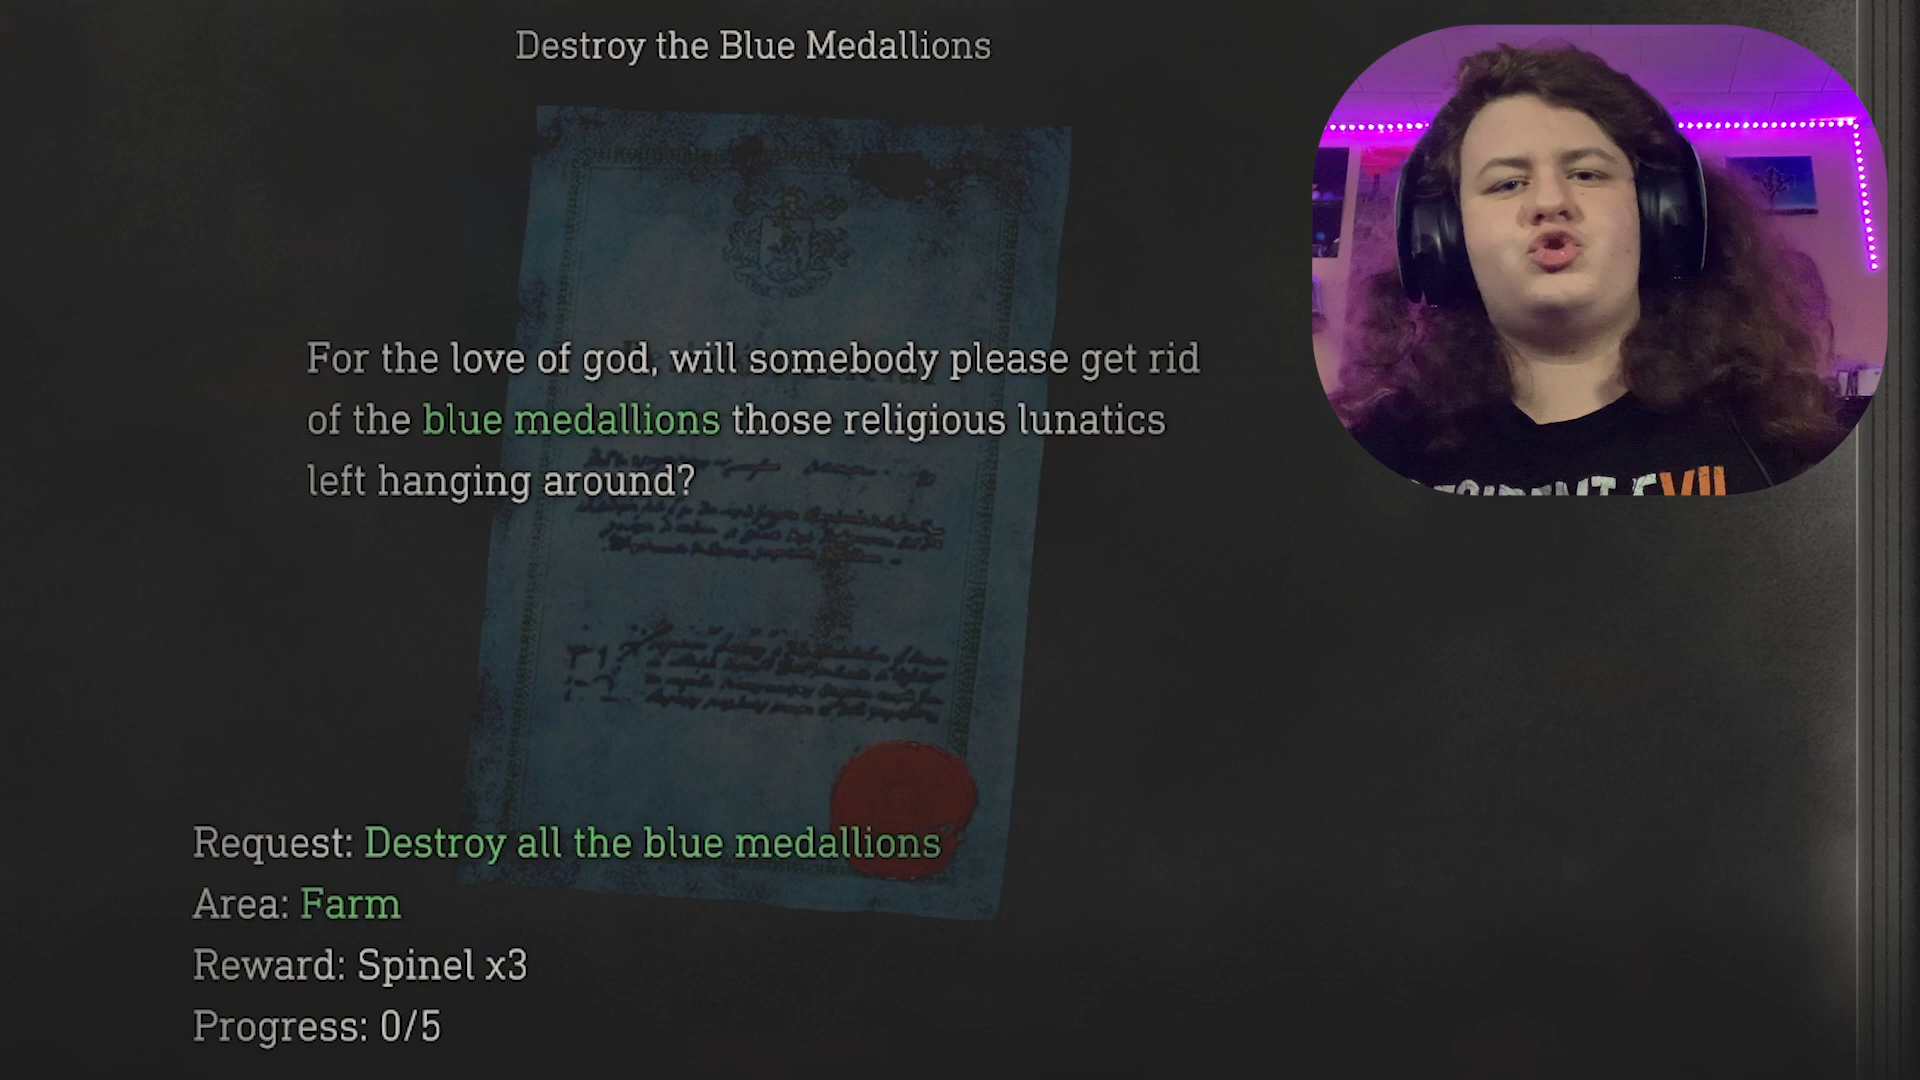 Destroy the Blue Medallions
For the love of god, will somebody please get rid
of the blue medallions those religious lunatics
left hanging around?
Request: Destroy all the blue medallions
Area: Farm
Reward: Spinel x3
Progress: 0/5